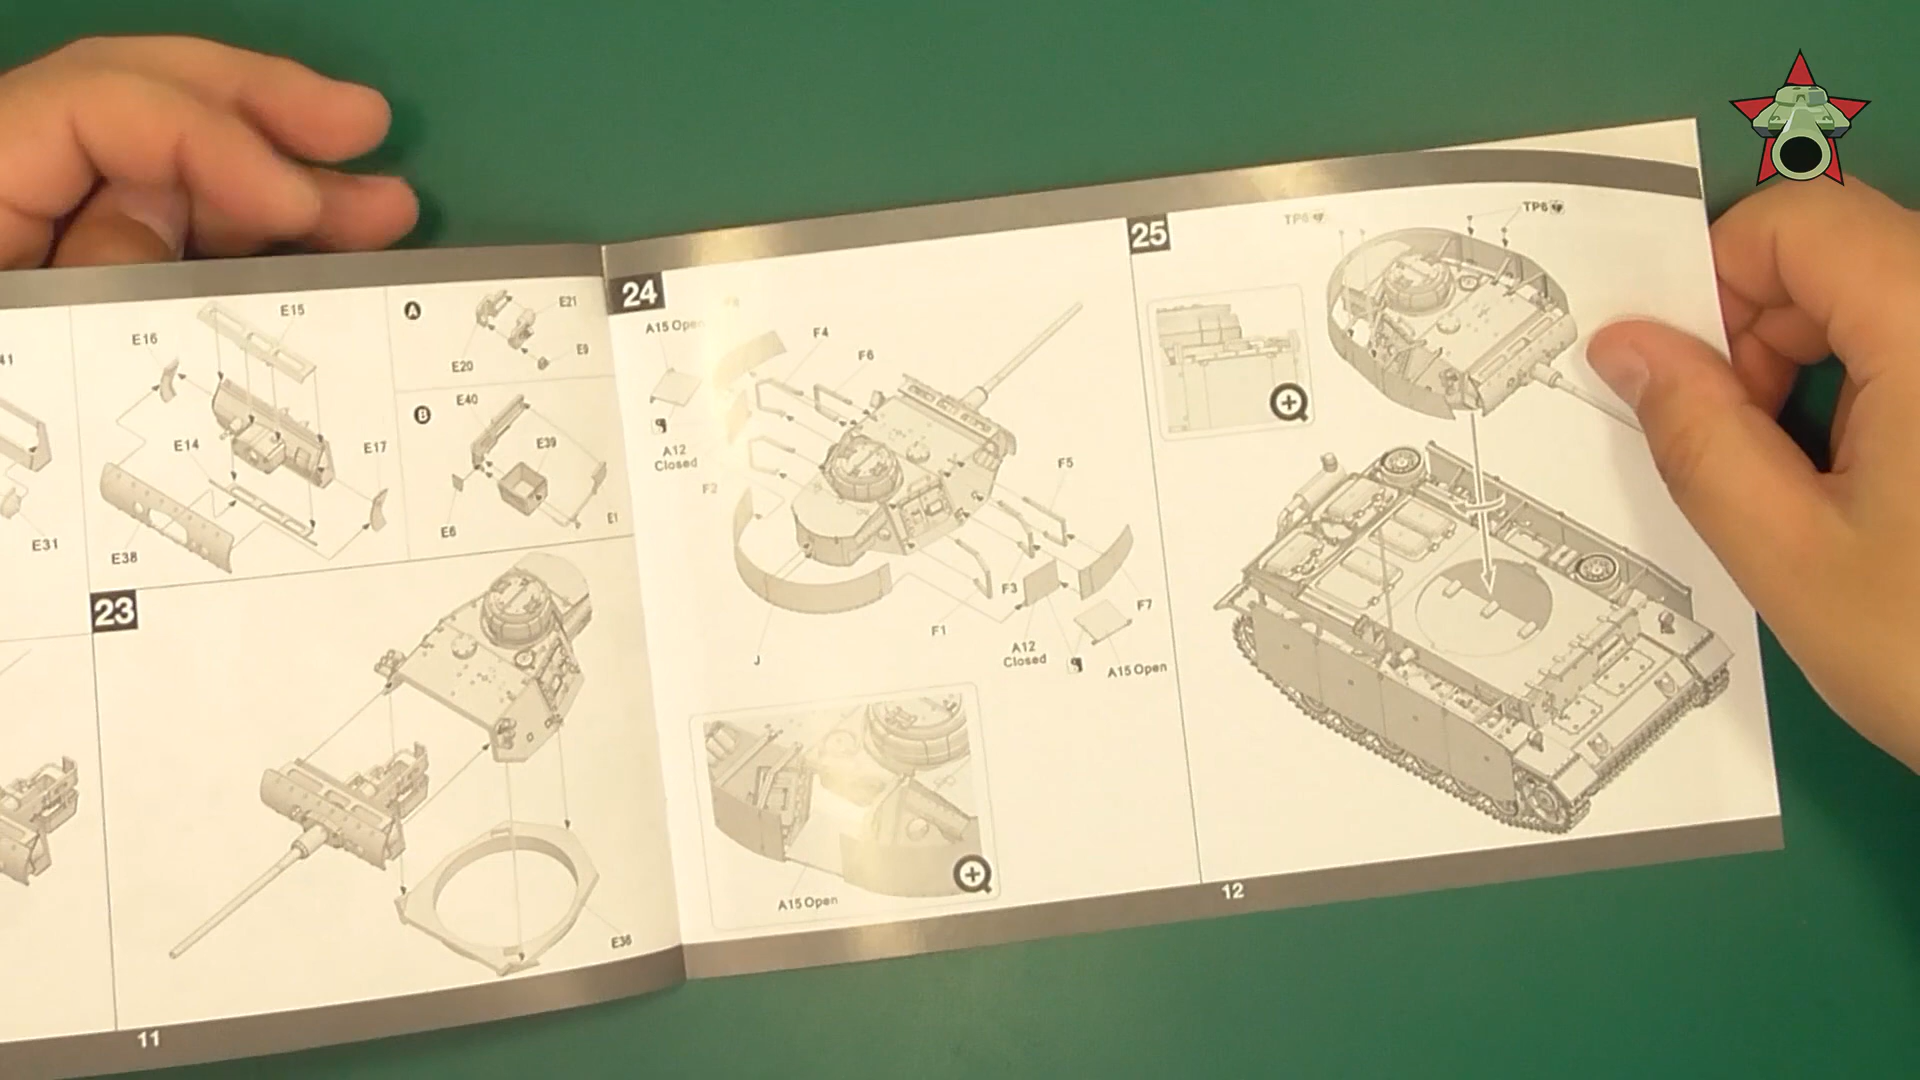 E15
E16
E14
E17
E38
E31
41
A
E21
E20
E9
B
E40
E39
E6
E1
23
E36
11
24
A15 Open
F4
F6
A12
Closed
F2
F5
F3
F7
F1
J
A12
Closed
A15 Open
A15 Open
25
TP6
TP6
12